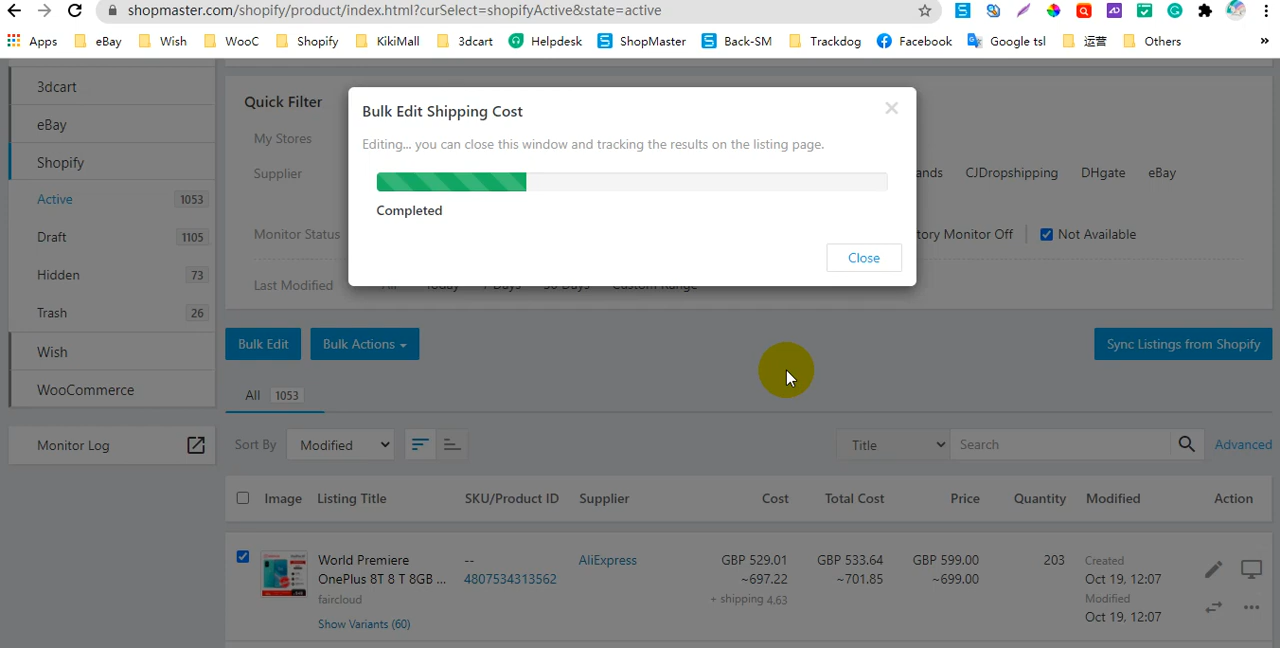 shopmaster.com/shopify/product/index.html?curSelect=shopifyActive&state=active
Apps eBay Wish WooC Shopify KikiMall 3dcart Helpdesk ShopMaster Back-SM Trackdog Facebook Google tsl 运营 Others »
3dcart
eBay
Shopify
Active 1053
Draft 1105
Hidden 73
Trash 26
Wish
WooCommerce
Monitor Log
Quick Filter
My Stores
Supplier
CJDropshipping DHgate eBay
Monitor Status
tory Monitor Off Not Available
Last Modified
Bulk Edit Shipping Cost
Editing... you can close this window and tracking the results on the listing page.
Completed
Close
Bulk Edit Bulk Actions Sync Listings from Shopify
All 1053
Sort By Modified Title Search Advanced
Image Listing Title SKU/Product ID Supplier Cost Total Cost Price Quantity Modified Action
World Premiere -- AliExpress GBP 529.01 GBP 533.64 GBP 599.00 203 Created
OnePlus 8T 8 T 8GB ... 4807534313562 ~697.22 ~701.85 ~699.00 Oct 19, 12:07
faircloud + shipping 4.63 Modified
Show Variants (60) Oct 19, 12:07